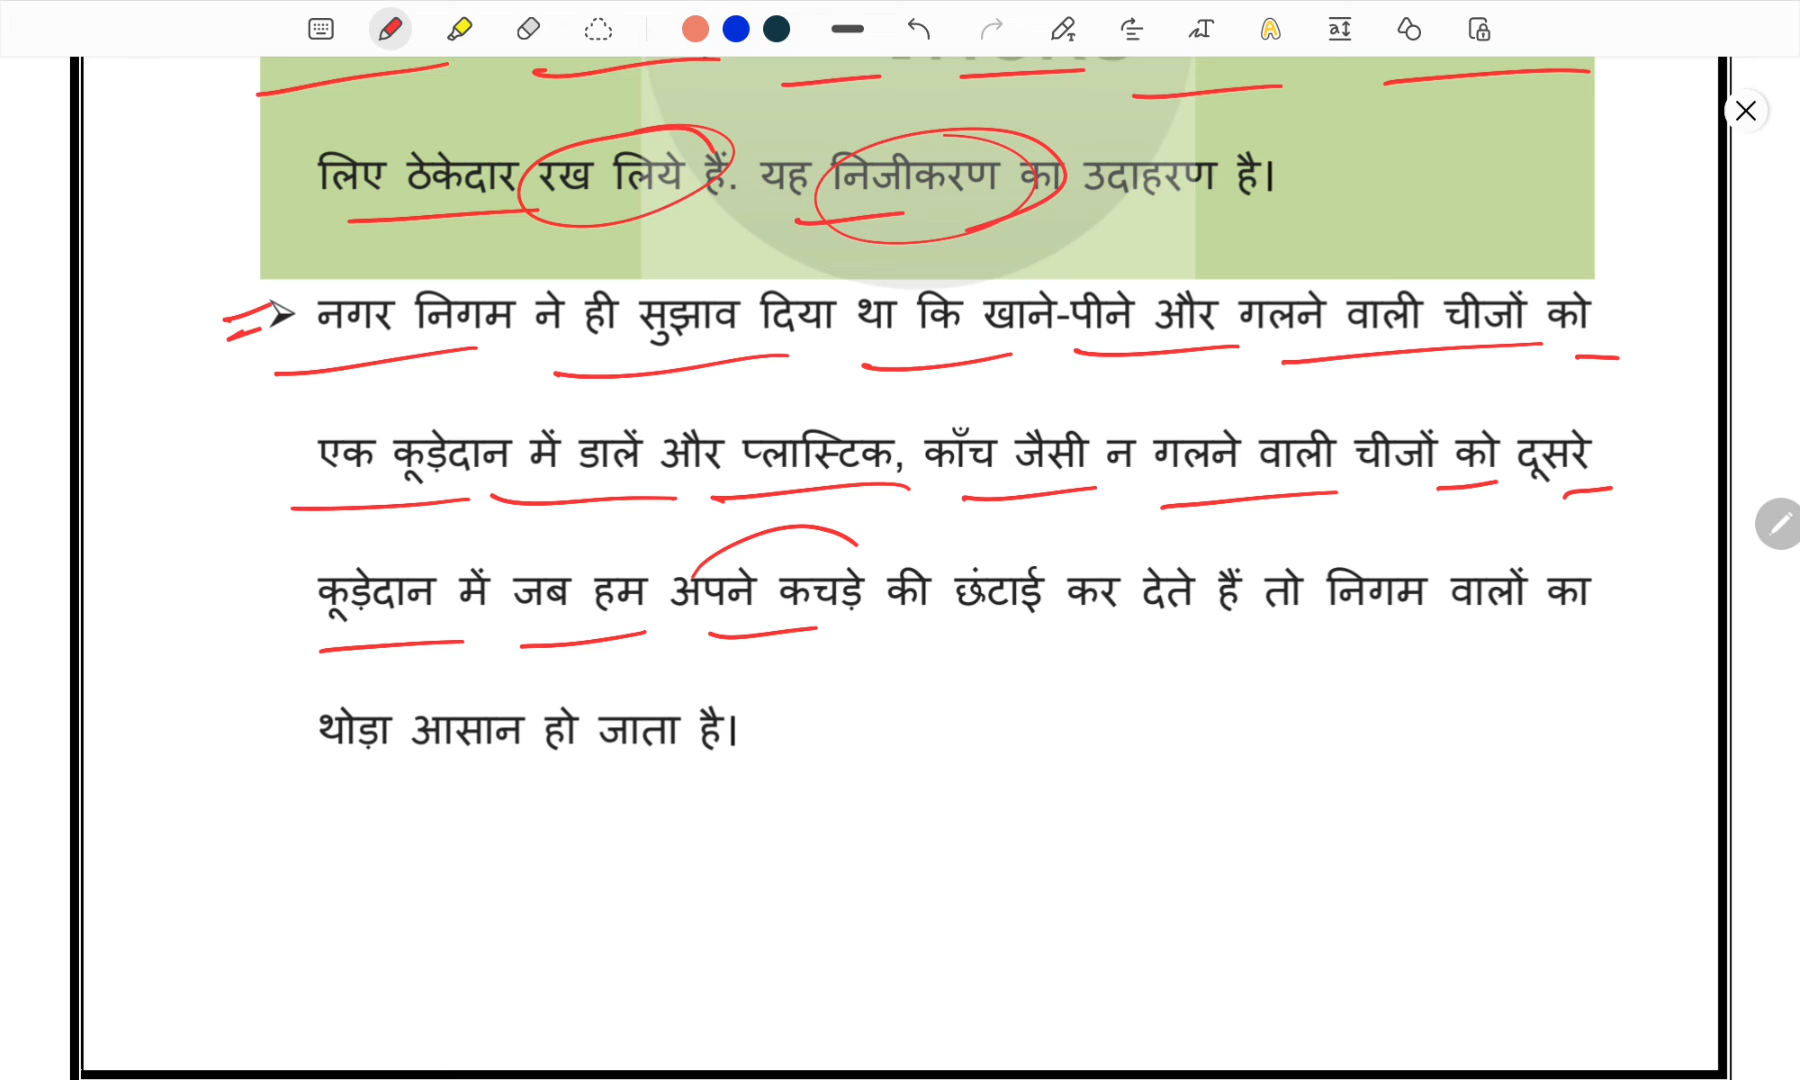 लिए ठेकेदार रख लिये हैं. यह निजीकरण का उदाहरण है।
➢ नगर निगम ने ही सुझाव दिया था कि खाने-पीने और गलने वाली चीजों को
एक कूड़ेदान में डालें और प्लास्टिक, काँच जैसी न गलने वाली चीजों को दूसरे
कूड़ेदान में जब हम अपने कचड़े की छंटाई कर देते हैं तो निगम वालों का
थोड़ा आसान हो जाता है।